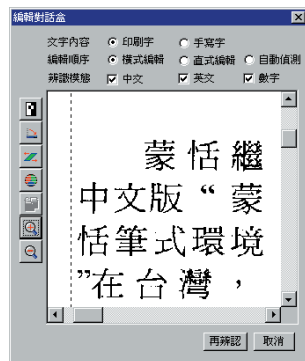 編輯對話盒
文字內容 印刷字 手寫字
編輯順序 橫式編輯 直式編輯 自動偵測
辨識模態 中文 英文 數字
蒙恬繼
中文版“蒙
恬筆式環境
”在台灣，
再辨認 取消